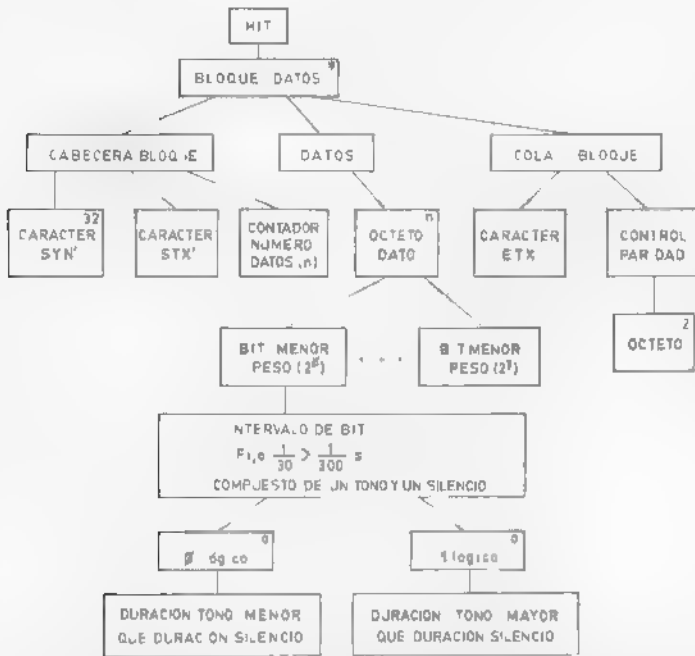 HIT
*
BLOQUE DATOS
CABECERA BLOQUE
DATOS
COLA BLOQUE
32
CARACTER
SYN'
CARACTER
STX'
CONTADOR
NUMERO
DATOS (n)
n
OCTETO
DATO
CARACTER
ETX
CONTROL
PARIDAD
2
OCTETO
BIT MENOR
PESO (2⁰)
. . .
BIT MENOR
PESO (2⁷)
INTERVALO DE BIT
Fijo 1/30 > 1/300 s
COMPUESTO DE UN TONO Y UN SILENCIO
0
Ø lógico
0
1 lógico
DURACION TONO MENOR
QUE DURACION SILENCIO
DURACION TONO MAYOR
QUE DURACION SILENCIO